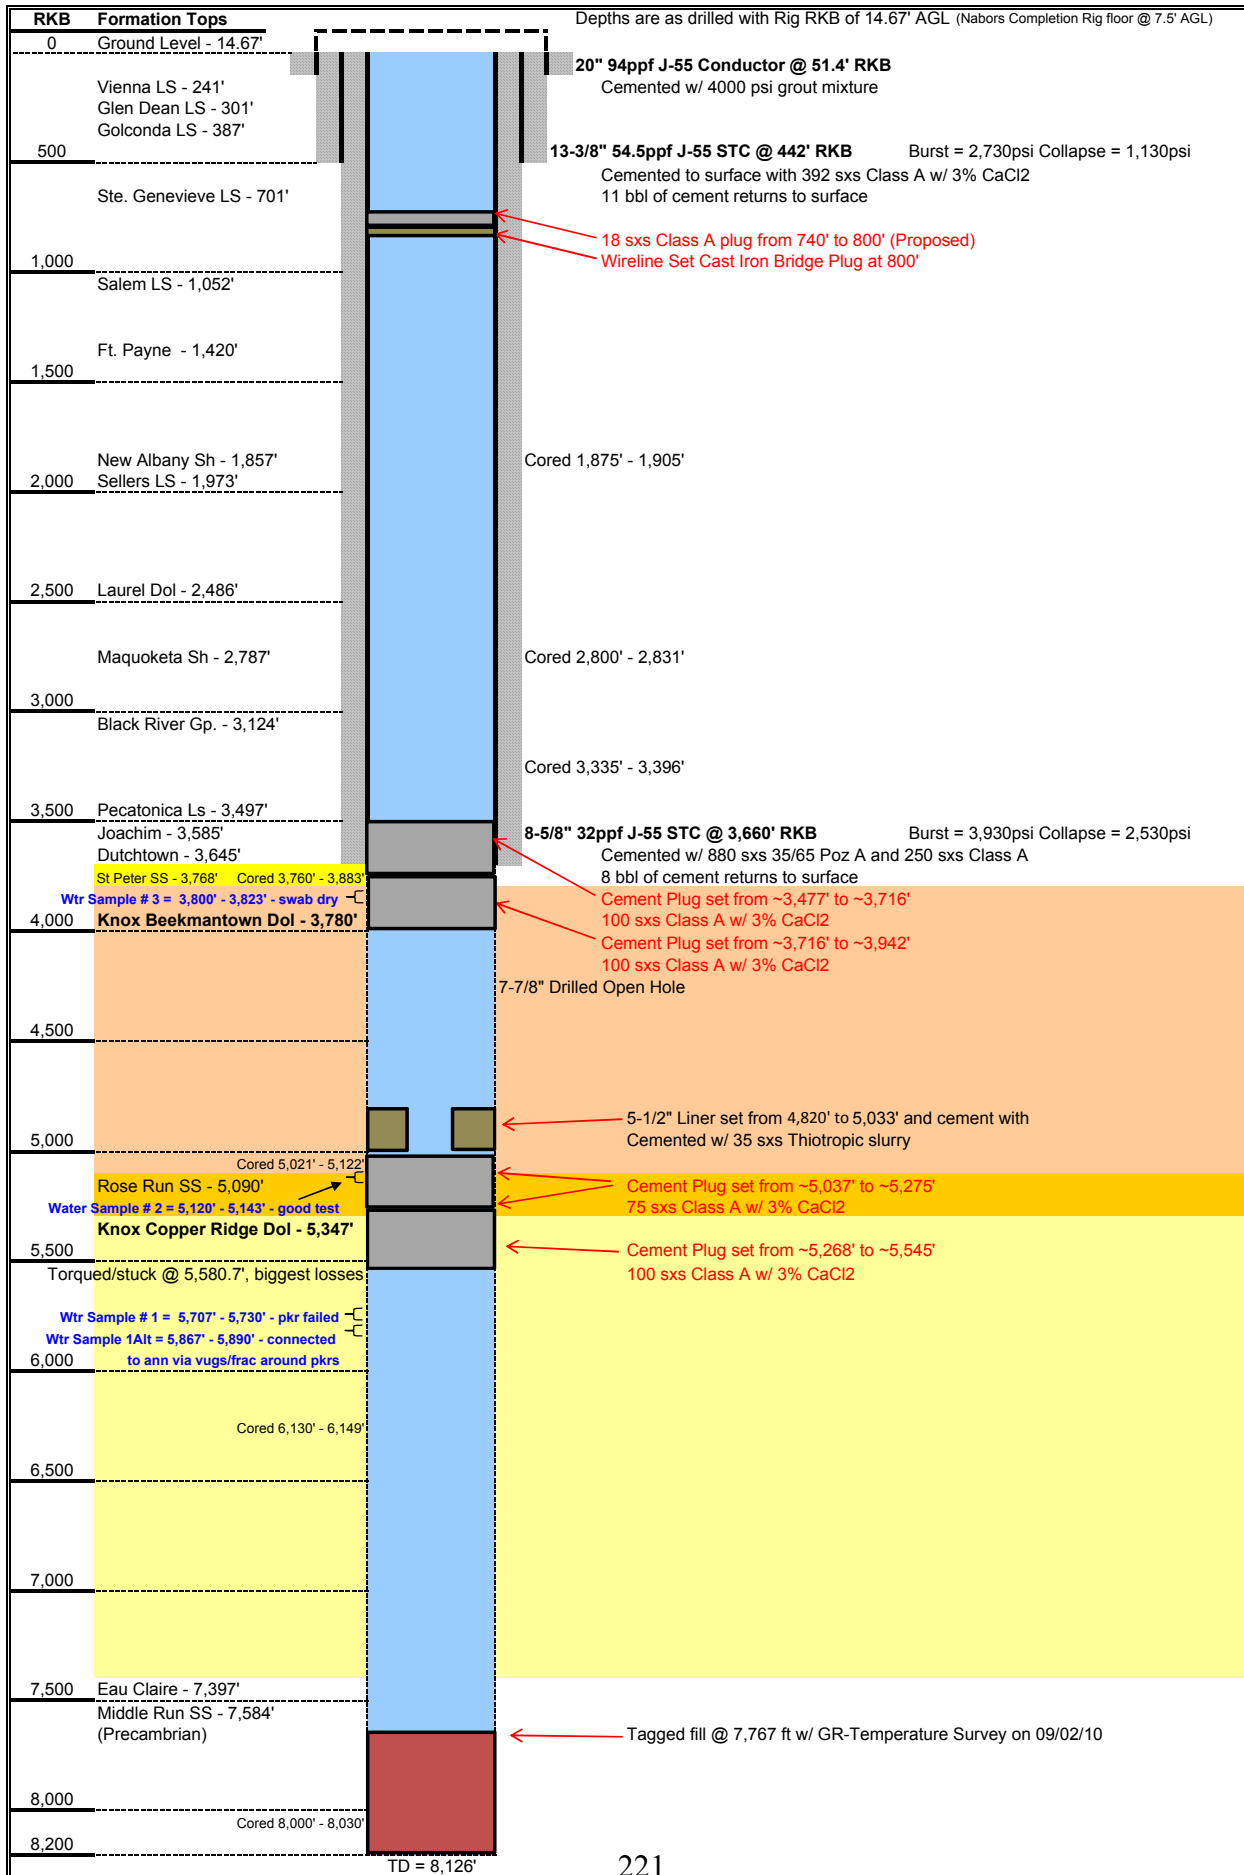 RKB Formation Tops
Depths are as drilled with Rig RKB of 14.67' AGL (Nabors Completion Rig floor @ 7.5' AGL)
0 Ground Level - 14.67'
20" 94ppf J-55 Conductor @ 51.4' RKB
Cemented w/ 4000 psi grout mixture
Vienna LS - 241'
Glen Dean LS - 301'
Golconda LS - 387'
500
13-3/8" 54.5ppf J-55 STC @ 442' RKB Burst = 2,730psi Collapse = 1,130psi
Cemented to surface with 392 sxs Class A w/ 3% CaCl2
11 bbl of cement returns to surface
Ste. Genevieve LS - 701'
18 sxs Class A plug from 740' to 800' (Proposed)
Wireline Set Cast Iron Bridge Plug at 800'
1,000
Salem LS - 1,052'
Ft. Payne - 1,420'
1,500
New Albany Sh - 1,857'
Cored 1,875' - 1,905'
2,000 Sellers LS - 1,973'
2,500 Laurel Dol - 2,486'
Maquoketa Sh - 2,787'
Cored 2,800' - 2,831'
3,000
Black River Gp. - 3,124'
Cored 3,335' - 3,396'
3,500 Pecatonica Ls - 3,497'
Joachim - 3,585'
8-5/8" 32ppf J-55 STC @ 3,660' RKB Burst = 3,930psi Collapse = 2,530psi
Dutchtown - 3,645'
Cemented w/ 880 sxs 35/65 Poz A and 250 sxs Class A
8 bbl of cement returns to surface
St Peter SS - 3,768' Cored 3,760' - 3,883'
Wtr Sample # 3 = 3,800' - 3,823' - swab dry
Cement Plug set from ~3,477' to ~3,716'
100 sxs Class A w/ 3% CaCl2
4,000 Knox Beekmantown Dol - 3,780'
Cement Plug set from ~3,716' to ~3,942'
100 sxs Class A w/ 3% CaCl2
7-7/8" Drilled Open Hole
4,500
5-1/2" Liner set from 4,820' to 5,033' and cement with
Cemented w/ 35 sxs Thiotropic slurry
5,000
Cored 5,021' - 5,122'
Rose Run SS - 5,090'
Cement Plug set from ~5,037' to ~5,275'
75 sxs Class A w/ 3% CaCl2
Water Sample # 2 = 5,120' - 5,143' - good test
Knox Copper Ridge Dol - 5,347'
5,500
Cement Plug set from ~5,268' to ~5,545'
100 sxs Class A w/ 3% CaCl2
Torqued/stuck @ 5,580.7', biggest losses
Wtr Sample # 1 = 5,707' - 5,730' - pkr failed
Wtr Sample 1Alt = 5,867' - 5,890' - connected
to ann via vugs/frac around pkrs
6,000
Cored 6,130' - 6,149'
6,500
7,000
7,500 Eau Claire - 7,397'
Middle Run SS - 7,584'
(Precambrian)
Tagged fill @ 7,767 ft w/ GR-Temperature Survey on 09/02/10
8,000
Cored 8,000' - 8,030'
8,200
TD = 8,126'
221